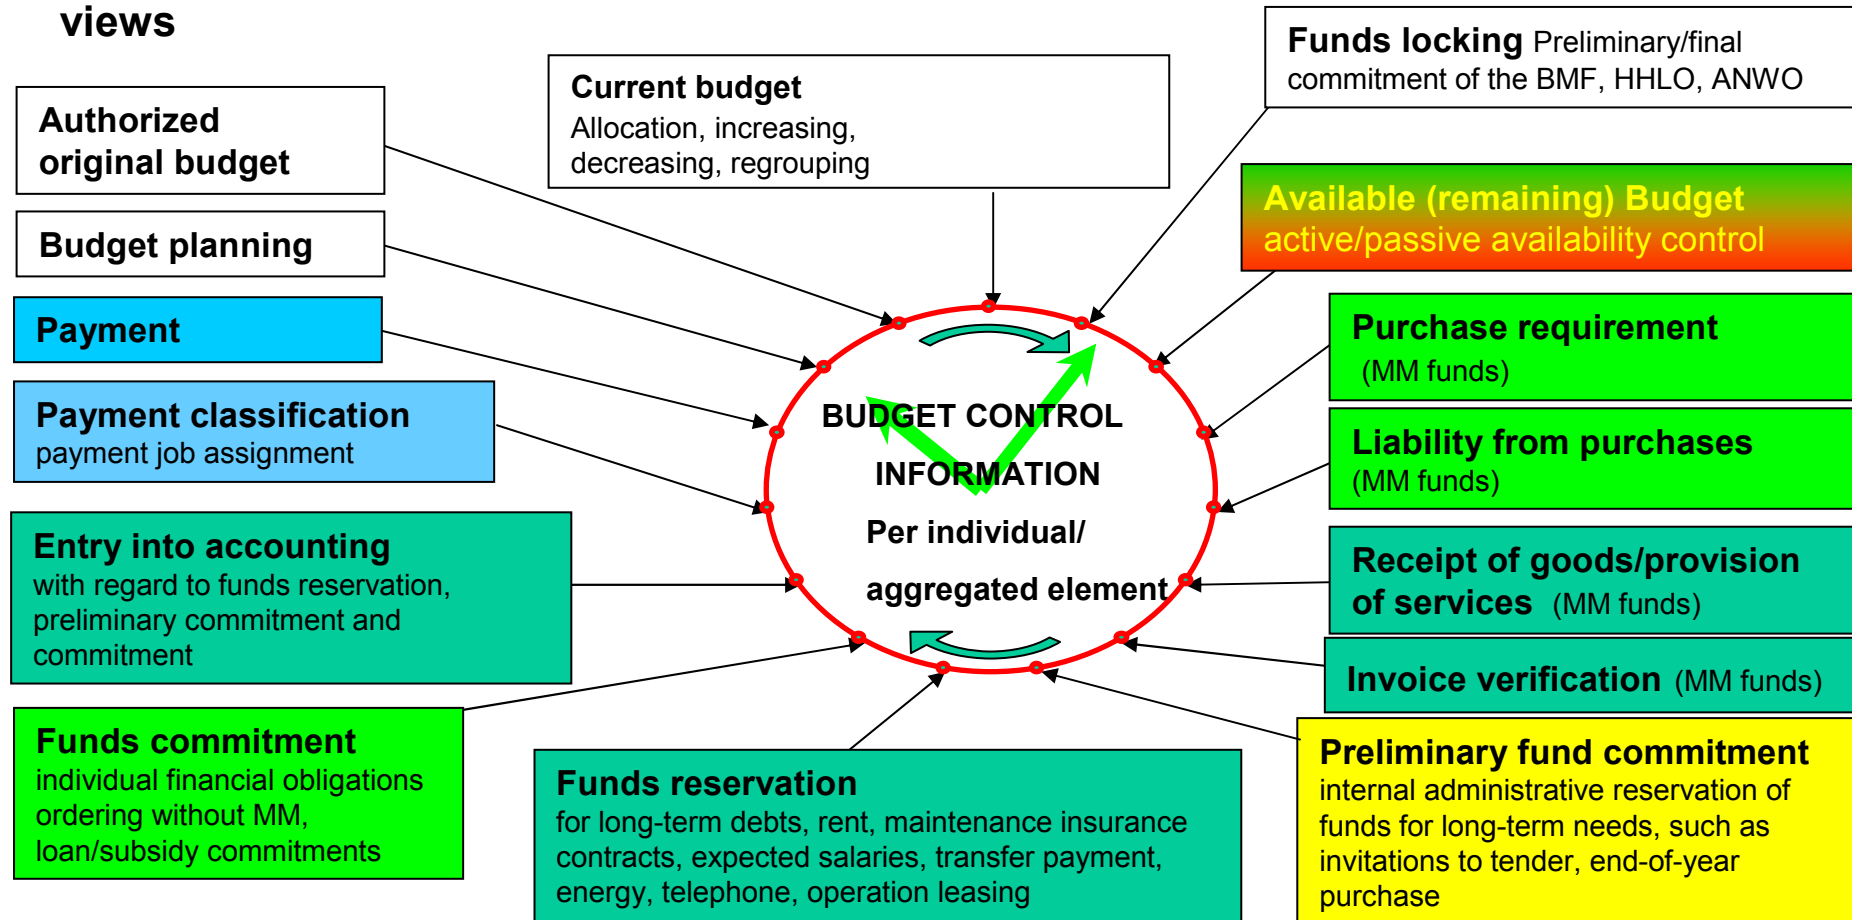 views
Funds locking Preliminary/final
commitment of the BMF, HHLO, ANWO
Current budget
Allocation, increasing,
decreasing, regrouping
Authorized
original budget
Available (remaining) Budget
active/passive availability control
Budget planning
Payment
Purchase requirement
(MM funds)
Payment classification
payment job assignment
BUDGET CONTROL
INFORMATION
Per individual/
aggregated element
Liability from purchases
(MM funds)
Entry into accounting
with regard to funds reservation,
preliminary commitment and
commitment
Receipt of goods/provision
of services (MM funds)
Invoice verification (MM funds)
Funds commitment
individual financial obligations
ordering without MM,
loan/subsidy commitments
Funds reservation
for long-term debts, rent, maintenance insurance
contracts, expected salaries, transfer payment,
energy, telephone, operation leasing
Preliminary fund commitment
internal administrative reservation of
funds for long-term needs, such as
invitations to tender, end-of-year
purchase